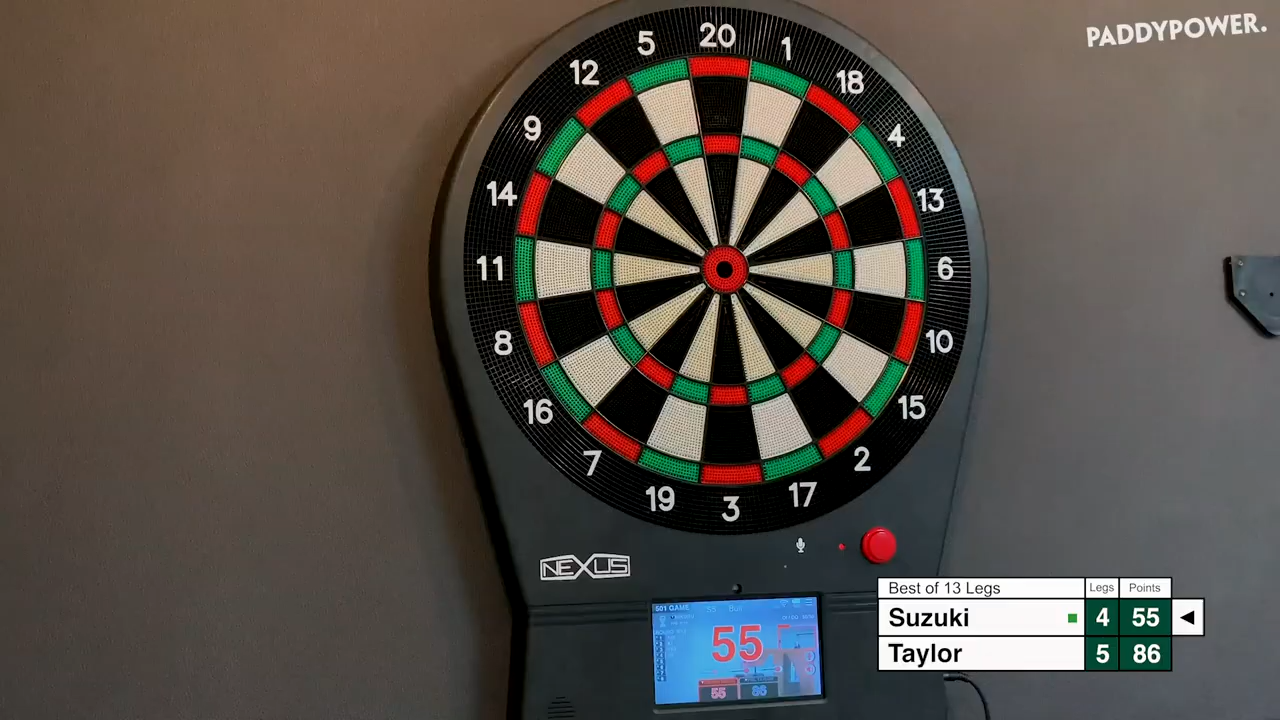 PADDYPOWER.
5 20 1
12 18
9 4
14 13
11 6
8 10
16 15
7 2
19 3 17
NEXUS
501 GAME 55 Bull
55
55 86
Best of 13 Legs Legs Points
Suzuki 4 55
Taylor 5 86